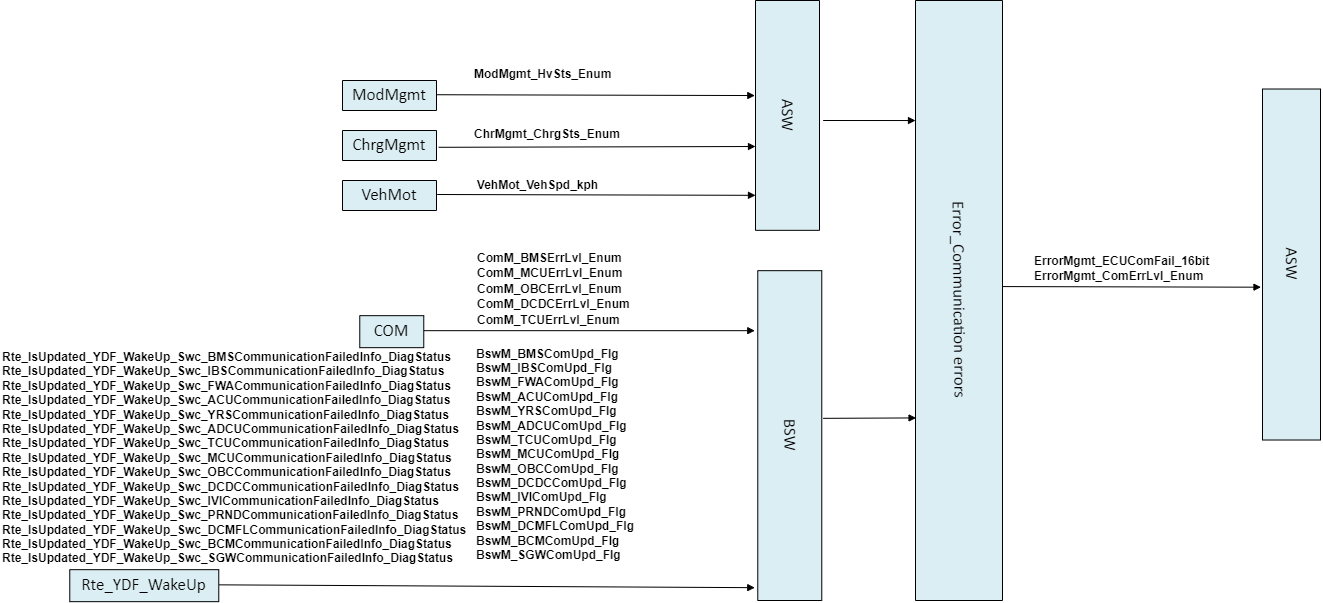 ModMgmt_HvSts_Enum
ModMgmt
ChrMgmt_ChrgSts_Enum
ChrgMgmt
VehMot_VehSpd_kph
VehMot
ASW
ComM_BMSErrLvl_Enum
ComM_MCUErrLvl_Enum
ComM_OBCErrLvl_Enum
ComM_DCDCErrLvl_Enum
ComM_TCUErrLvl_Enum
COM
Rte_IsUpdated_YDF_WakeUp_Swc_BMSCommunicationFailedInfo_DiagStatus
Rte_IsUpdated_YDF_WakeUp_Swc_IBSCommunicationFailedInfo_DiagStatus
Rte_IsUpdated_YDF_WakeUp_Swc_FWACommunicationFailedInfo_DiagStatus
Rte_IsUpdated_YDF_WakeUp_Swc_ACUCommunicationFailedInfo_DiagStatus
Rte_IsUpdated_YDF_WakeUp_Swc_YRSCommunicationFailedInfo_DiagStatus
Rte_IsUpdated_YDF_WakeUp_Swc_ADCUCommunicationFailedInfo_DiagStatus
Rte_IsUpdated_YDF_WakeUp_Swc_TCUCommunicationFailedInfo_DiagStatus
Rte_IsUpdated_YDF_WakeUp_Swc_MCUCommunicationFailedInfo_DiagStatus
Rte_IsUpdated_YDF_WakeUp_Swc_OBCCommunicationFailedInfo_DiagStatus
Rte_IsUpdated_YDF_WakeUp_Swc_DCDCCommunicationFailedInfo_DiagStatus
Rte_IsUpdated_YDF_WakeUp_Swc_IVICommunicationFailedInfo_DiagStatus
Rte_IsUpdated_YDF_WakeUp_Swc_PRNDCommunicationFailedInfo_DiagStatus
Rte_IsUpdated_YDF_WakeUp_Swc_DCMFLCommunicationFailedInfo_DiagStatus
Rte_IsUpdated_YDF_WakeUp_Swc_BCMCommunicationFailedInfo_DiagStatus
Rte_IsUpdated_YDF_WakeUp_Swc_SGWCommunicationFailedInfo_DiagStatus
BswM_BMSComUpd_Flg
BswM_IBSComUpd_Flg
BswM_FWAComUpd_Flg
BswM_ACUComUpd_Flg
BswM_YRSComUpd_Flg
BswM_ADCUComUpd_Flg
BswM_TCUComUpd_Flg
BswM_MCUComUpd_Flg
BswM_OBCComUpd_Flg
BswM_DCDCComUpd_Flg
BswM_IVIComUpd_Flg
BswM_PRNDComUpd_Flg
BswM_DCMFLComUpd_Flg
BswM_BCMComUpd_Flg
BswM_SGWComUpd_Flg
Rte_YDF_WakeUp
BSW
Error_Communication errors
ErrorMgmt_ECUComFail_16bit
ErrorMgmt_ComErrLvl_Enum
ASW